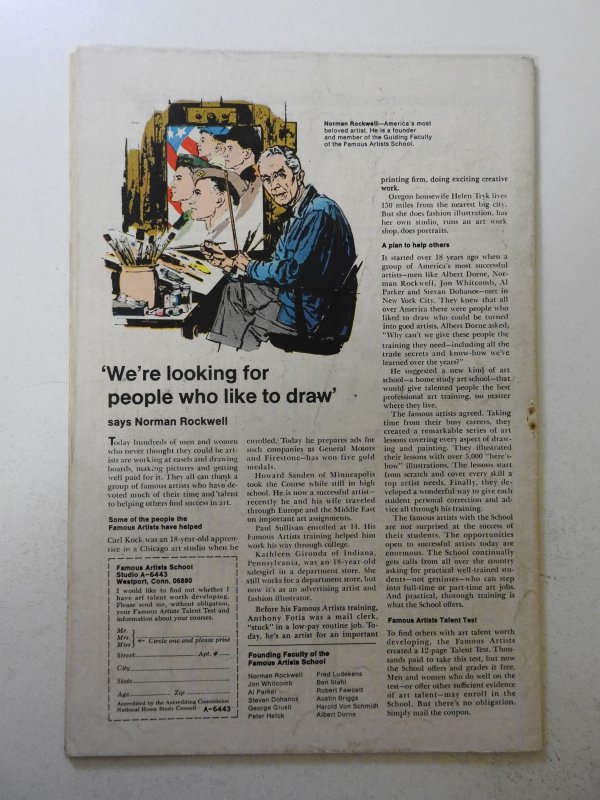 Norman Rockwell—America's most
beloved artist. He is a founder
and member of the Guiding Faculty
of the Famous Artists School.
'We're looking for
people who like to draw'
says Norman Rockwell
Today hundreds of men and women
who never thought they could be art-
ists are working at easels and drawing
boards, making pictures and getting
well paid for it. They all can thank a
group of famous artists who have de-
voted much of their time and talent
to helping others find success in art.
Some of the people the
Famous Artists have helped
Carl Kock was an 18-year-old appren-
tice in a Chicago art studio when he
Famous Artists School
Studio A-6443
Westport, Conn. 06880
I would like to find out whether I
have art talent worth developing.
Please send me, without obligation,
your Famous Artists Talent Test and
information about your courses.
Mr.
Mrs.
Miss
← Circle one and please print
Street Apt. #
City
State
Age Zip
Accredited by the Accrediting Commission
National Home Study Council A-6443
enrolled. Today he prepares ads for
such companies as General Motors
and Firestone—has won five gold
medals.
Howard Sanden of Minneapolis
took the Course while still in high
school. He is now a successful artist—
recently he and his wife traveled
through Europe and the Middle East
on important art assignments.
Paul Sullivan enrolled at 14. His
Famous Artists training helped him
work his way through college.
Kathleen Gironda of Indiana,
Pennsylvania, was an 18-year-old
salesgirl in a department store. She
still works for a department store, but
now it's as an advertising artist and
fashion illustrator.
Before his Famous Artists training,
Anthony Fotia was a mail clerk,
"stuck" in a low-pay routine job. To-
day, he's an artist for an important
Founding Faculty of the
Famous Artists School
Norman Rockwell
Jon Whitcomb
Al Parker
Stevan Dohanos
George Giusti
Peter Helck
Fred Ludekens
Ben Stahl
Robert Fawcett
Austin Briggs
Harold Von Schmidt
Albert Dorne
printing firm, doing exciting creative
work.
Oregon housewife Helen Tryk lives
150 miles from the nearest big city.
But she does fashion illustration, has
her own studio, runs an art work
shop, does portraits.
A plan to help others
It started over 18 years ago when a
group of America's most successful
artists—men like Albert Dorne, Nor-
man Rockwell, Jon Whitcomb, Al
Parker and Stevan Dohanos—met in
New York City. They knew that all
over America there were people who
liked to draw who could be turned
into good artists. Albert Dorne asked,
"Why can't we give these people the
training they need—including all the
trade secrets and know-how we've
learned over the years?"
He suggested a new kind of art
school—a home study art school—that
would give talented people the best
professional art training, no matter
where they live.
The famous artists agreed. Taking
time from their busy careers, they
created a remarkable series of art
lessons covering every aspect of draw-
ing and painting. They illustrated
their lessons with over 5,000 "here's-
how" illustrations. The lessons start
from scratch and cover every skill a
top artist needs. Finally, they de-
veloped a wonderful way to give each
student personal correction and ad-
vice all through his training.
The famous artists with the School
are not surprised at the success of
their students. The opportunities
open to successful artists today are
enormous. The School continually
gets calls from all over the country
asking for practical well-trained stu-
dents—not geniuses—who can step
into full-time or part-time art jobs.
And practical, thorough training is
what the School offers.
Famous Artists Talent Test
To find others with art talent worth
developing, the Famous Artists
created a 12-page Talent Test. Thou-
sands paid to take this test, but now
the School offers and grades it free.
Men and women who do well on the
test—or offer other sufficient evidence
of art talent—may enroll in the
School. But there's no obligation.
Simply mail the coupon.